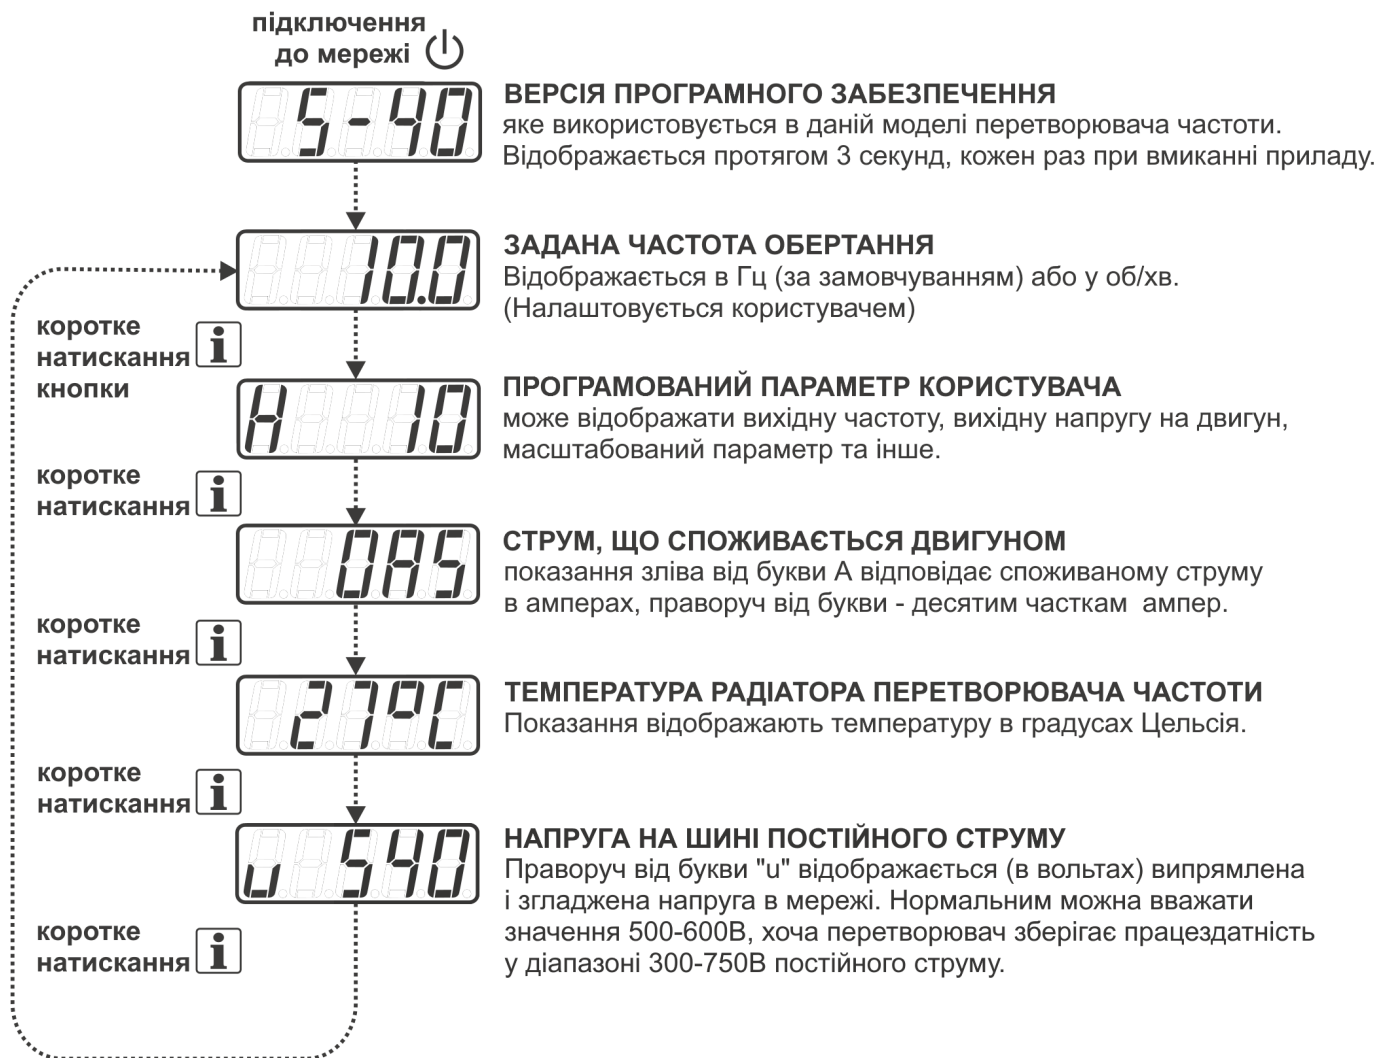 підключення
до мережі
5-40
ВЕРСІЯ ПРОГРАМНОГО ЗАБЕЗПЕЧЕННЯ
яке використовується в даній моделі перетворювача частоти.
Відображається протягом 3 секунд, кожен раз при вмиканні приладу.
10.0
ЗАДАНА ЧАСТОТА ОБЕРТАННЯ
Відображається в Гц (за замовчуванням) або у об/хв.
(Налаштовується користувачем)
коротке
натискання i
кнопки
H 10
ПРОГРАМОВАНИЙ ПАРАМЕТР КОРИСТУВАЧА
може відображати вихідну частоту, вихідну напругу на двигун,
масштабований параметр та інше.
коротке
натискання i
0A5
СТРУМ, ЩО СПОЖИВАЄТЬСЯ ДВИГУНОМ
показання зліва від букви А відповідає споживаному струму
в амперах, праворуч від букви - десятим часткам  ампер.
коротке
натискання i
27°C
ТЕМПЕРАТУРА РАДІАТОРА ПЕРЕТВОРЮВАЧА ЧАСТОТИ
Показання відображають температуру в градусах Цельсія.
коротке
натискання i
u 540
НАПРУГА НА ШИНІ ПОСТІЙНОГО СТРУМУ
Праворуч від букви "u" відображається (в вольтах) випрямлена
і згладжена напруга в мережі. Нормальним можна вважати
значення 500-600В, хоча перетворювач зберігає працездатність
у діапазоні 300-750В постійного струму.
коротке
натискання i